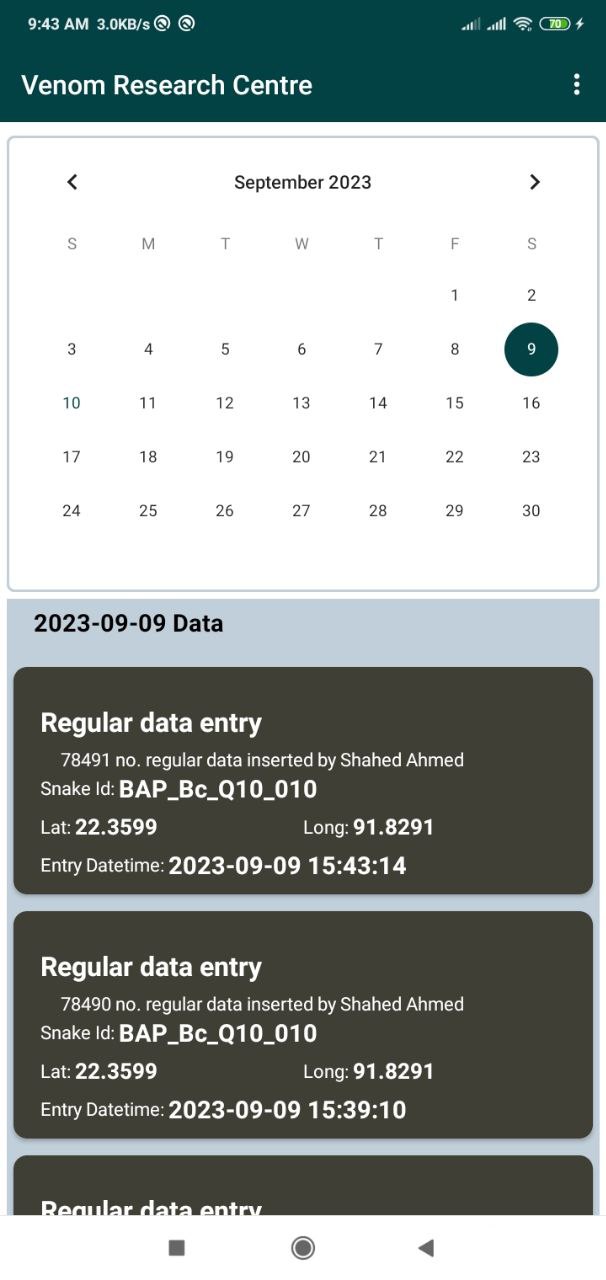 9:43 AM 3.0KB/s 70
Venom Research Centre
September 2023
S M T W T F S
1 2
3 4 5 6 7 8 9
10 11 12 13 14 15 16
17 18 19 20 21 22 23
24 25 26 27 28 29 30
2023-09-09 Data
Regular data entry
78491 no. regular data inserted by Shahed Ahmed
Snake Id: BAP_Bc_Q10_010
Lat: 22.3599 Long: 91.8291
Entry Datetime: 2023-09-09 15:43:14
Regular data entry
78490 no. regular data inserted by Shahed Ahmed
Snake Id: BAP_Bc_Q10_010
Lat: 22.3599 Long: 91.8291
Entry Datetime: 2023-09-09 15:39:10
Regular data entry